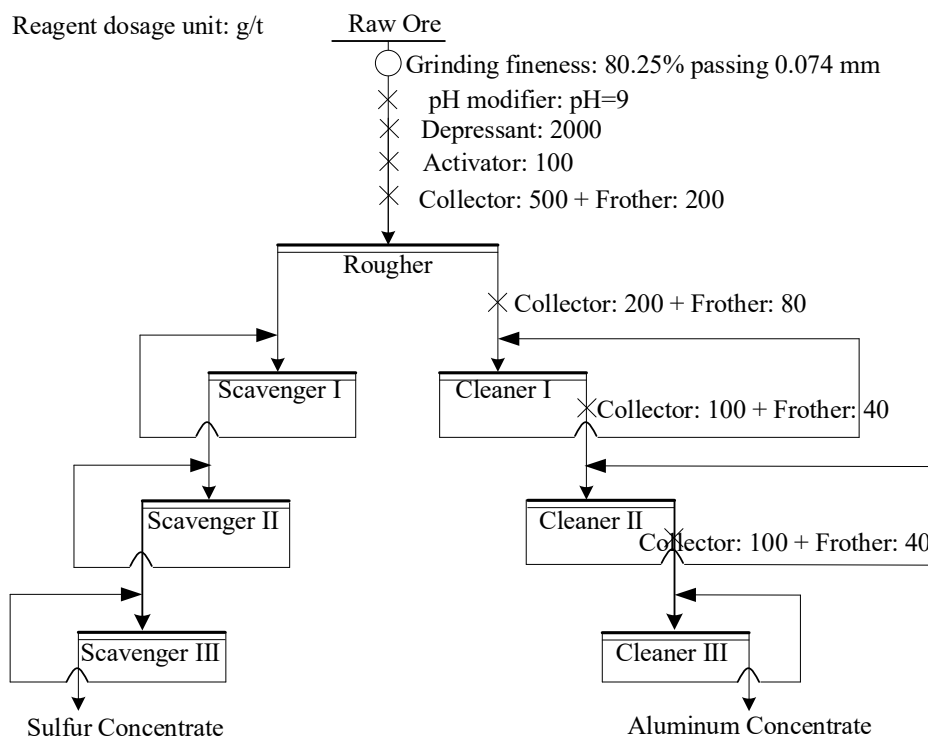 Reagent dosage unit: g/t
Raw Ore
Grinding fineness: 80.25% passing 0.074 mm
pH modifier: pH=9
Depressant: 2000
Activator: 100
Collector: 500 + Frother: 200
Rougher
Collector: 200 + Frother: 80
Scavenger I
Cleaner I
Collector: 100 + Frother: 40
Scavenger II
Cleaner II
Collector: 100 + Frother: 40
Scavenger III
Cleaner III
Sulfur Concentrate
Aluminum Concentrate